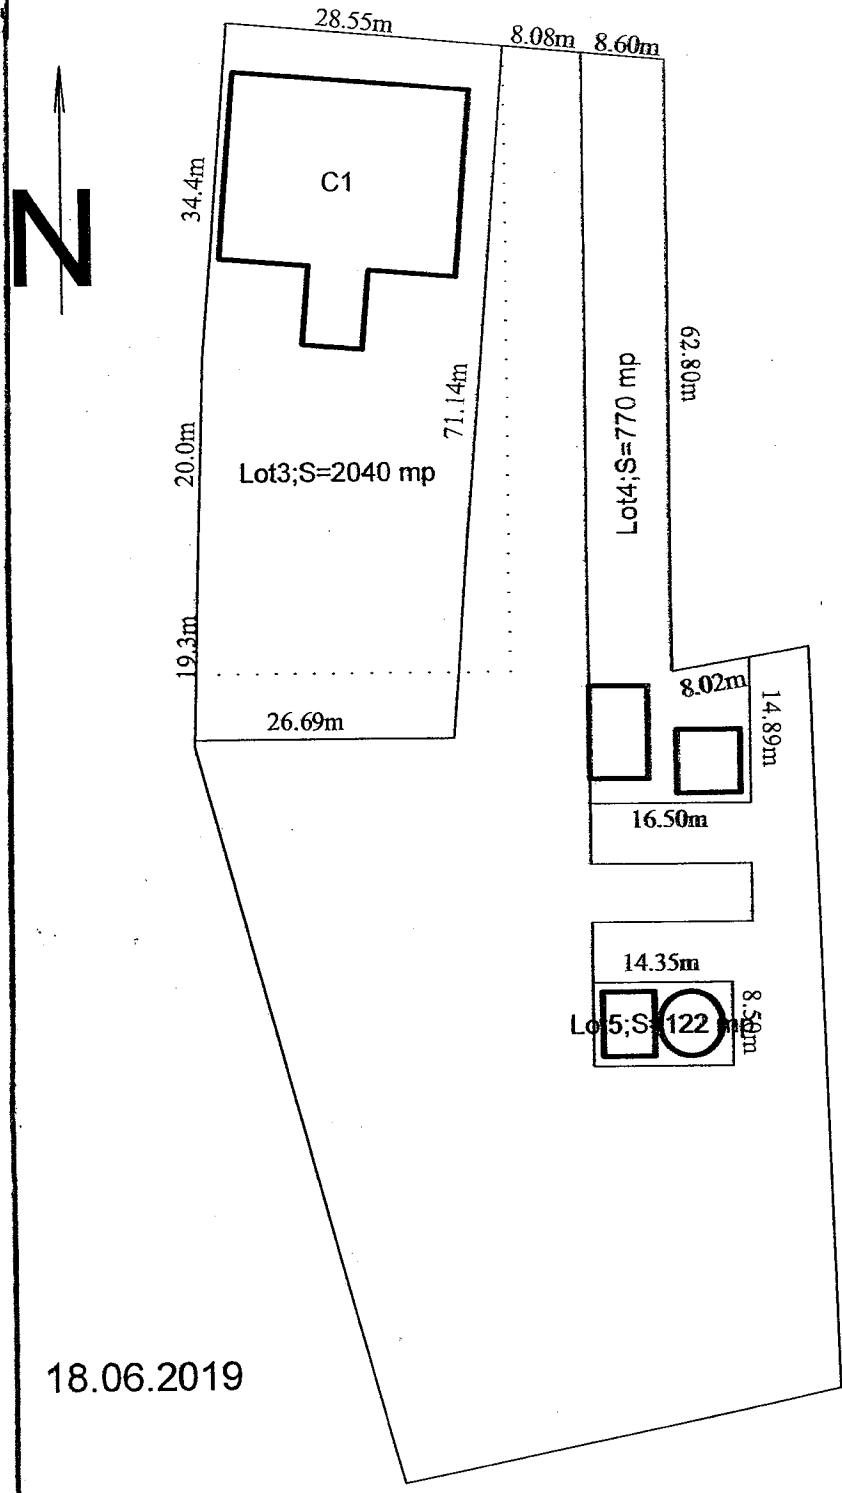 28.55m
8.08m
8.60m
N
C1
34.4m
62.80m
71.14m
Lot4;S=770 mp
20.0m
Lot3;S=2040 mp
19.3m
8.02m
14.89m
26.69m
16.50m
14.35m
8.50m
Lot5;S=122 mp
18.06.2019